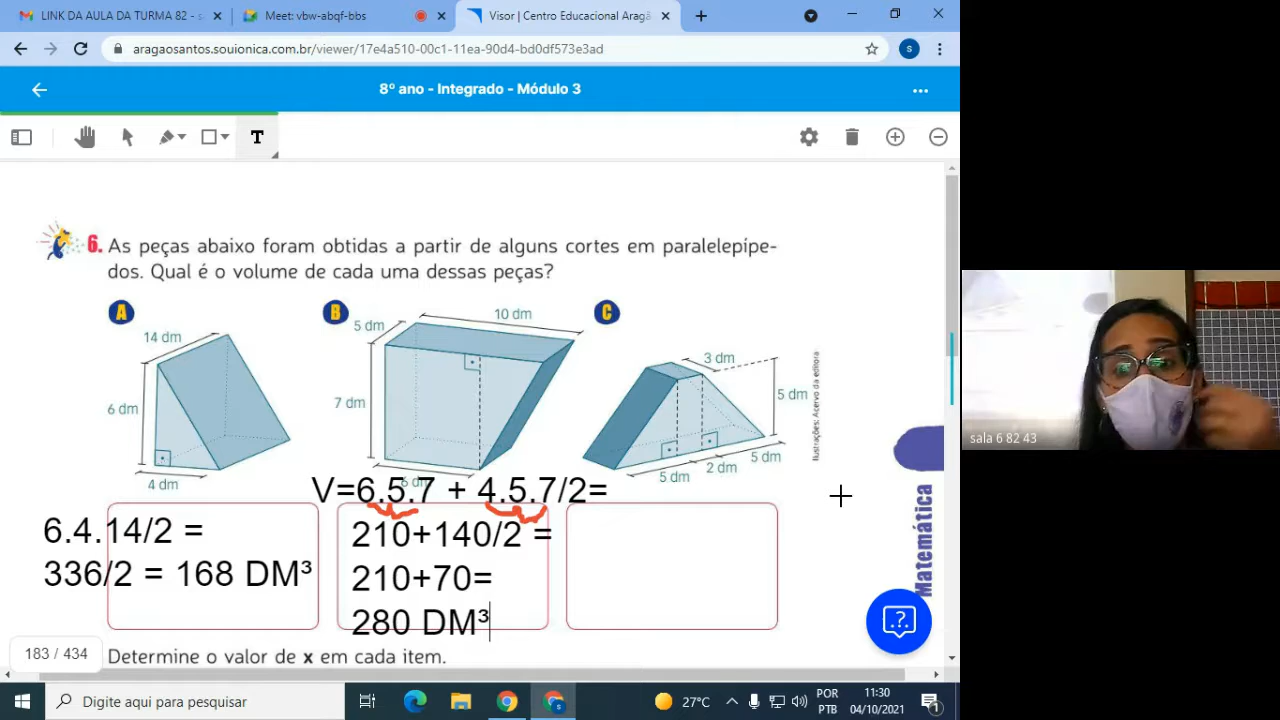 LINK DA AULA DA TURMA 82 - s
Meet: vbw-abqf-bbs
Visor | Centro Educacional Aragã
aragaosantos.souionica.com.br/viewer/17e4a510-00c1-11ea-90d4-bd0df573e3ad
s
8º ano - Integrado - Módulo 3
T
6. As peças abaixo foram obtidas a partir de alguns cortes em paralelepípe-
dos. Qual é o volume de cada uma dessas peças?
A
14 dm
6 dm
4 dm
B
5 dm
10 dm
7 dm
6 dm
C
3 dm
5 dm
5 dm
2 dm
5 dm
Ilustrações: Acervo da editora
V=6.5.7 + 4.5.7/2=
6.4.14/2 =
336/2 = 168 DM³
210+140/2 =
210+70=
280 DM³
Matemática
183 / 434
Determine o valor de x em cada item.
sala 6 82 43
Digite aqui para pesquisar
27°C
POR
PTB
11:30
04/10/2021
1